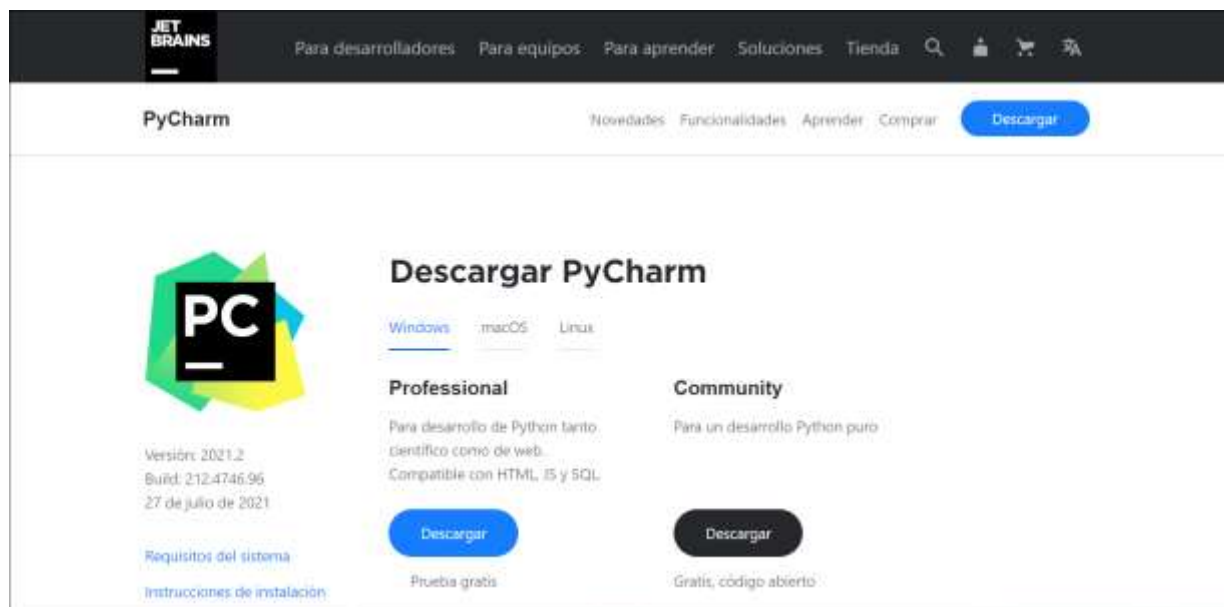 JET
BRAINS
Para desarrolladores Para equipos Para aprender Soluciones Tienda
PyCharm
Novedades Funcionalidades Aprender Comprar Descargar
PC
Descargar PyCharm
Windows macOS Linux
Professional
Community
Para desarrollo de Python tanto
científico como de web.
Compatible con HTML, JS y SQL
Para un desarrollo Python puro
Versión: 2021.2
Build: 212.4746.96
27 de julio de 2021
Descargar
Descargar
Prueba gratis
Gratis, código abierto
Requisitos del sistema
Instrucciones de instalación